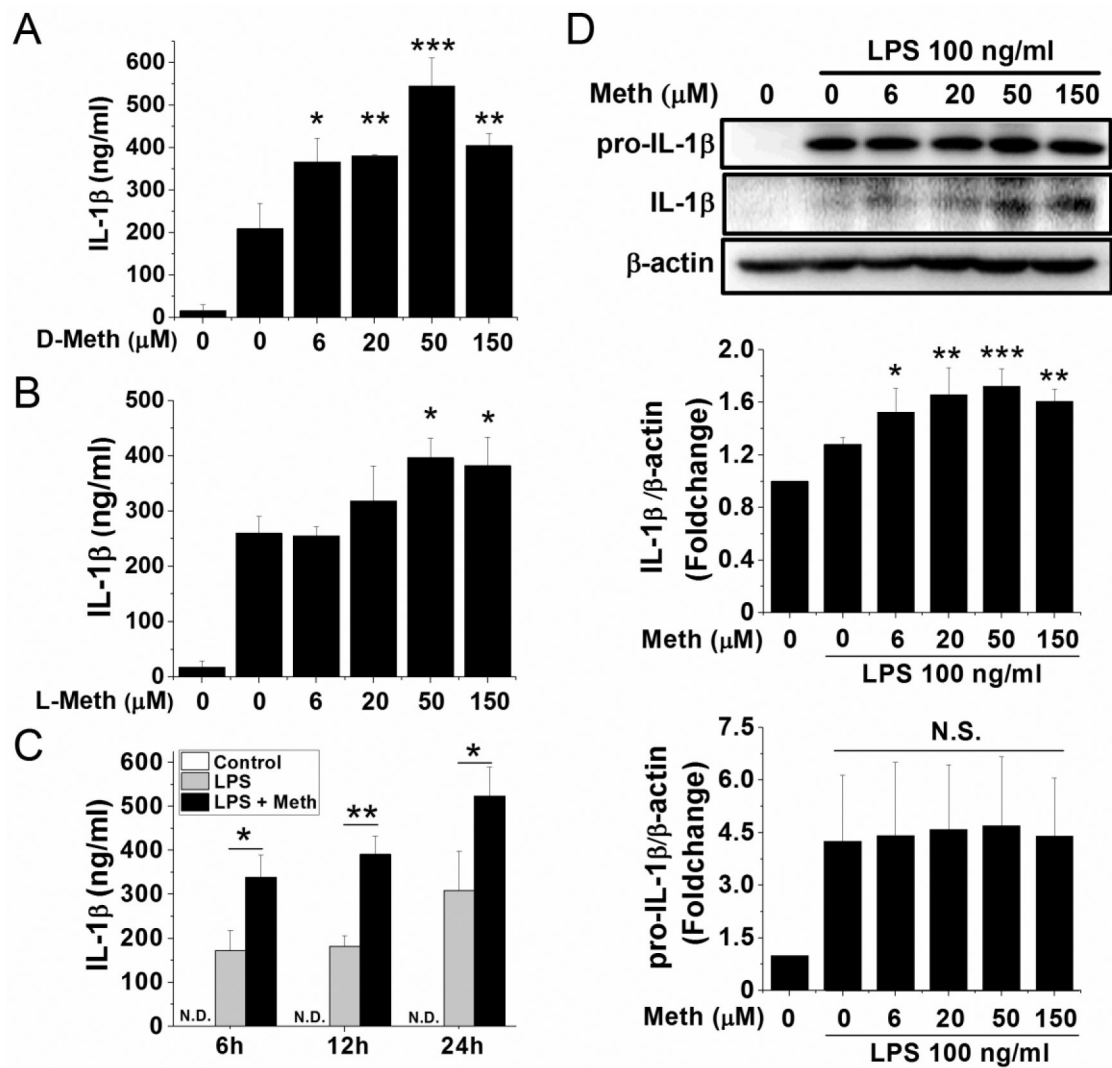 A
IL-1β (ng/ml)
600
500
400
300
200
100
0
* ** *** **
D-Meth (μM) 0 0 6 20 50 150
B
IL-1β (ng/ml)
500
400
300
200
100
0
* *
L-Meth (μM) 0 0 6 20 50 150
C
IL-1β (ng/ml)
600
500
400
300
200
100
0
Control
LPS
LPS + Meth
* ** *
N.D. N.D. N.D.
6h 12h 24h
D
LPS 100 ng/ml
Meth (μM) 0 0 6 20 50 150
pro-IL-1β
IL-1β
β-actin
IL-1β/β-actin
(Foldchange)
2.0
1.6
1.2
0.8
0.4
0
* ** *** **
Meth (μM) 0 0 6 20 50 150
LPS 100 ng/ml
pro-IL-1β/β-actin
(Foldchange)
7.5
6.0
4.5
3.0
1.5
0
N.S.
Meth (μM) 0 0 6 20 50 150
LPS 100 ng/ml